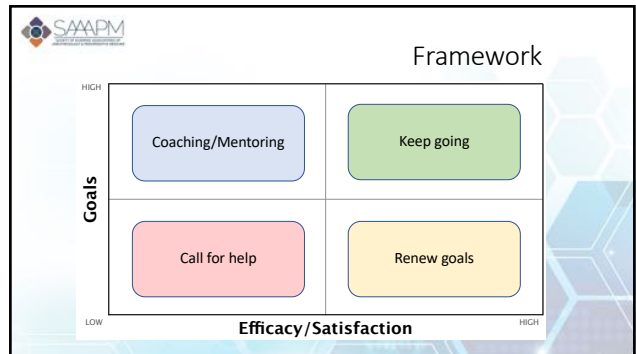 SAAAPM
Framework
HIGH
Coaching/Mentoring
Keep going
Goals
Call for help
Renew goals
LOW
Efficacy/Satisfaction
HIGH